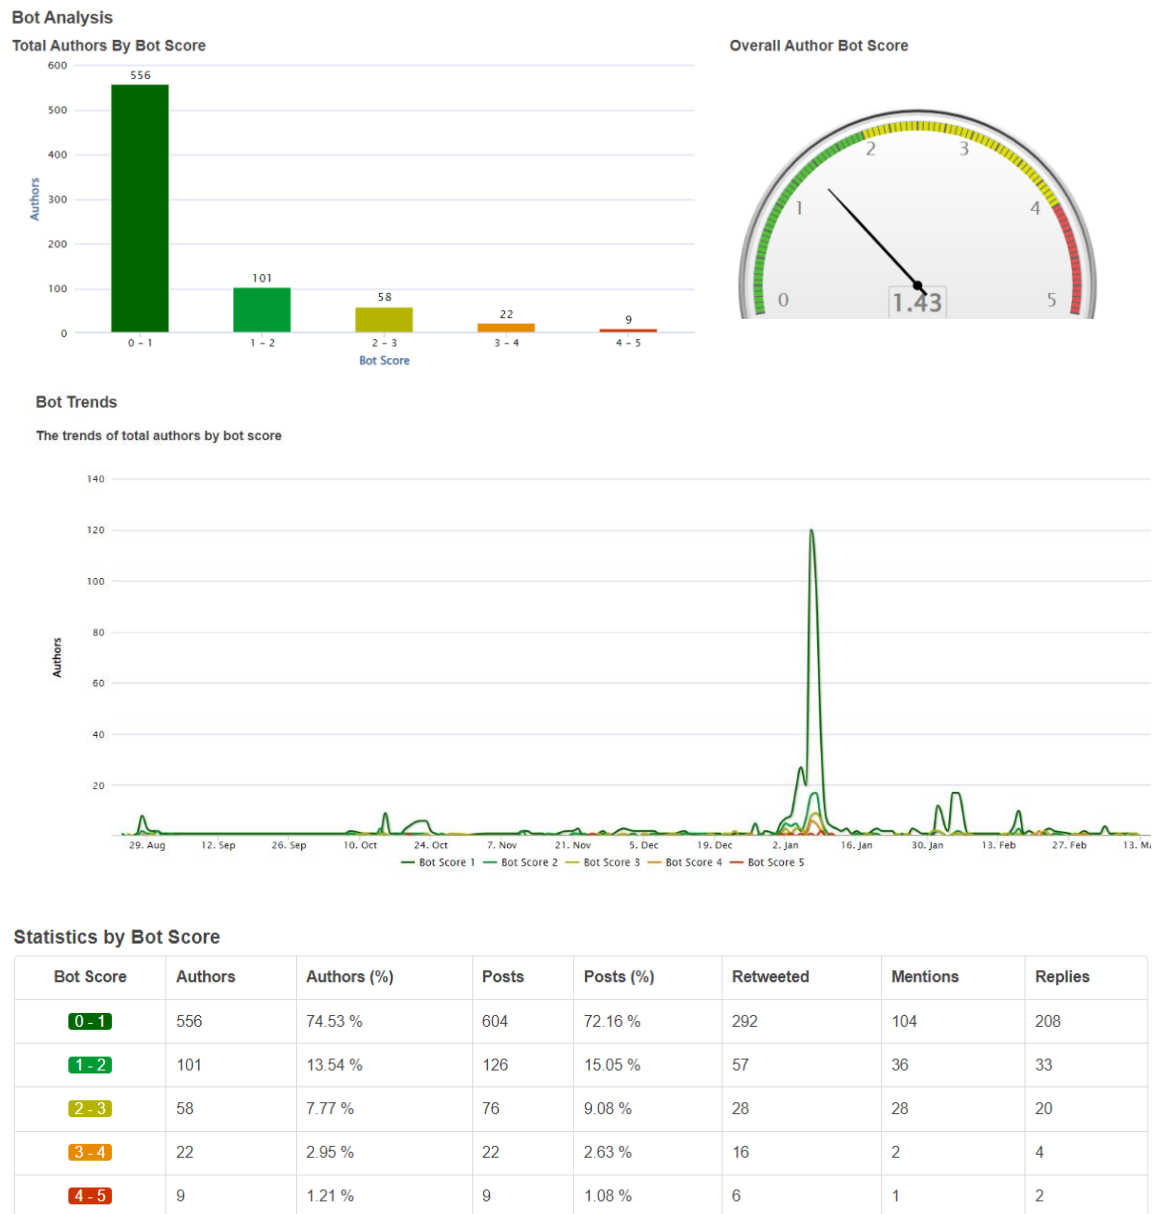 Bot Analysis
Total Authors By Bot Score
Overall Author Bot Score
600
500
400
300
200
100
0
Authors
556
101
58
22
9
0 - 1
1 - 2
2 - 3
3 - 4
4 - 5
Bot Score
0
1
2
3
4
5
1.43
Bot Trends
The trends of total authors by bot score
140
120
100
80
60
40
20
Authors
29. Aug 12. Sep 26. Sep 10. Oct 24. Oct 7. Nov 21. Nov 5. Dec 19. Dec 2. Jan 16. Jan 30. Jan 13. Feb 27. Feb 13. Ma
Bot Score 1 Bot Score 2 Bot Score 3 Bot Score 4 Bot Score 5
Statistics by Bot Score
Bot Score Authors Authors (%) Posts Posts (%) Retweeted Mentions Replies
0 - 1 556 74.53 % 604 72.16 % 292 104 208
1 - 2 101 13.54 % 126 15.05 % 57 36 33
2 - 3 58 7.77 % 76 9.08 % 28 28 20
3 - 4 22 2.95 % 22 2.63 % 16 2 4
4 - 5 9 1.21 % 9 1.08 % 6 1 2